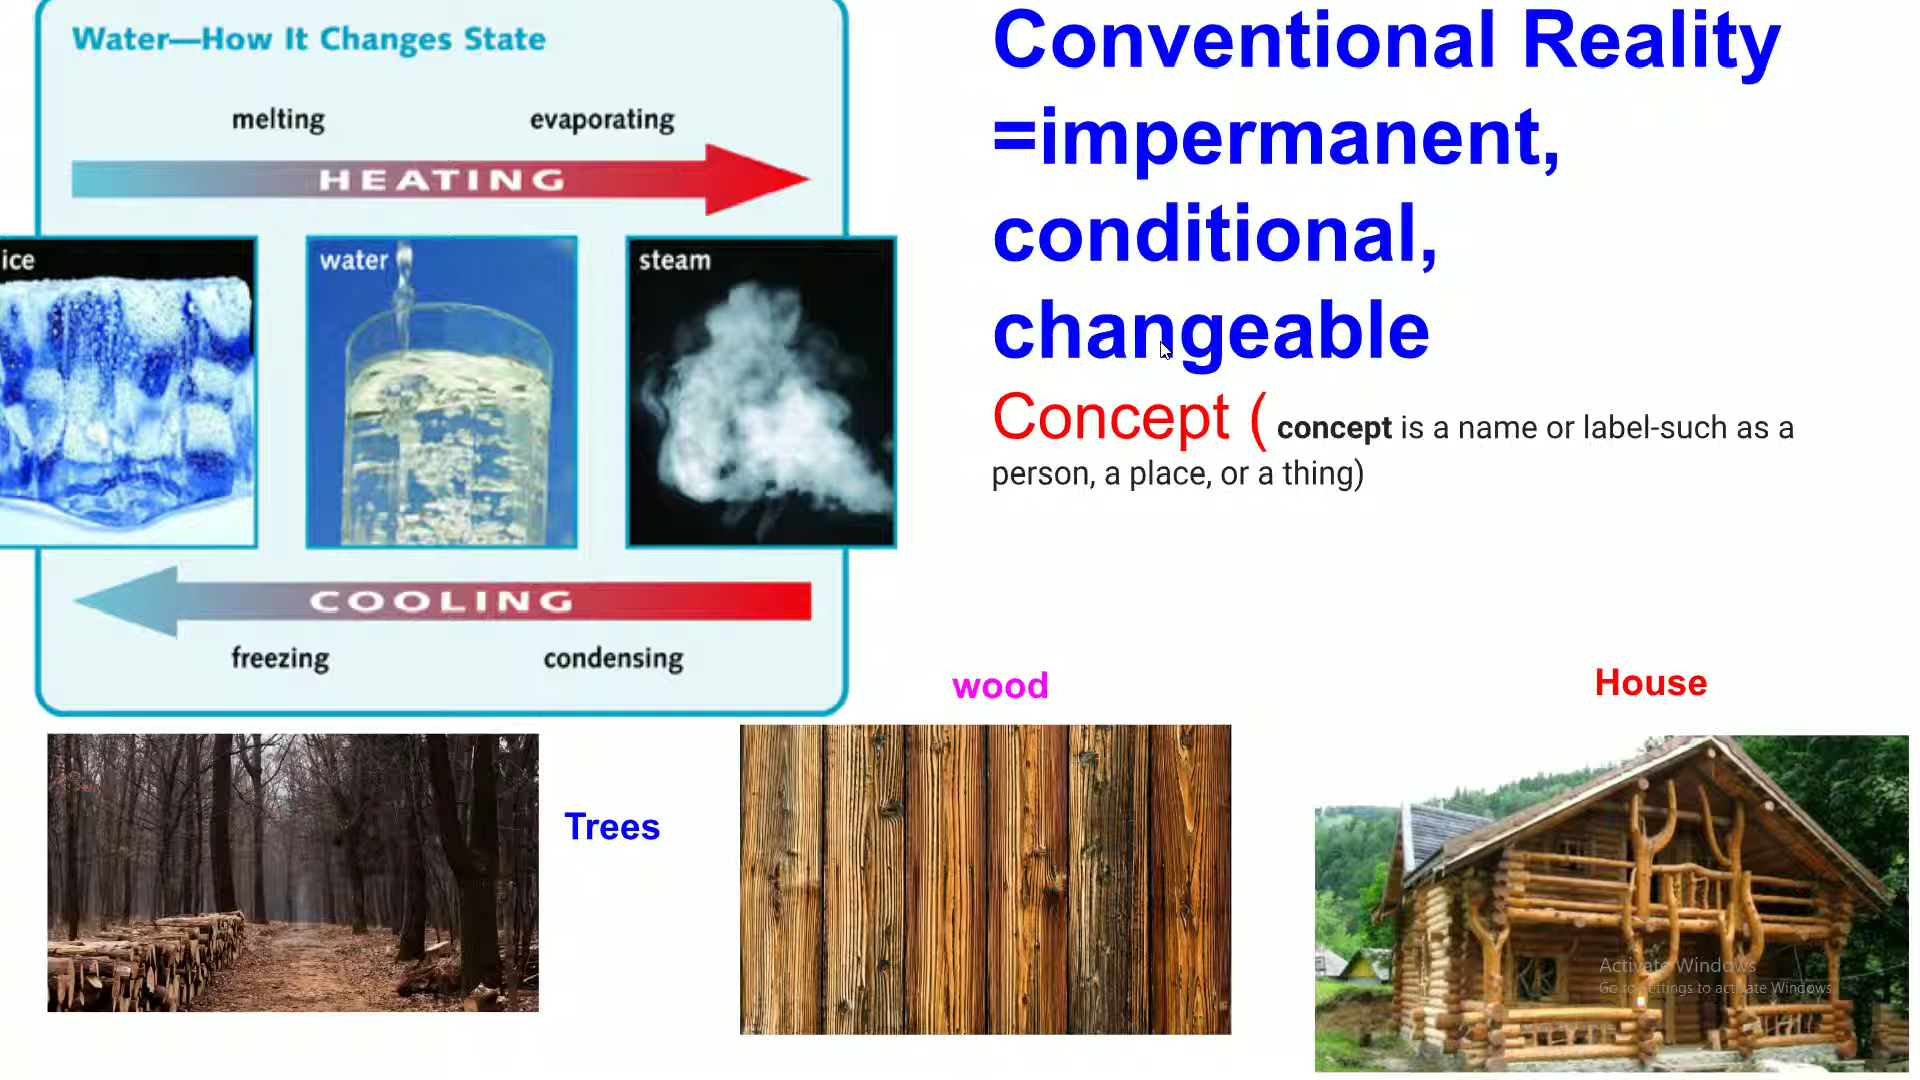 Water—How It Changes State
melting evaporating
HEATING
ice water steam
COOLING
freezing condensing
Conventional Reality
=impermanent,
conditional,
changeable
Concept ( concept is a name or label-such as a
person, a place, or a thing)
wood
House
Trees
Activate Windows
Go to Settings to activate Windows